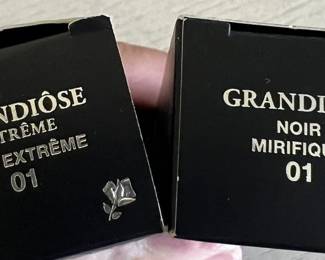 NDIÔSE
TRÊME
EXTRÊME
01
GRANDI
NOIR
MIRIFIQU
01